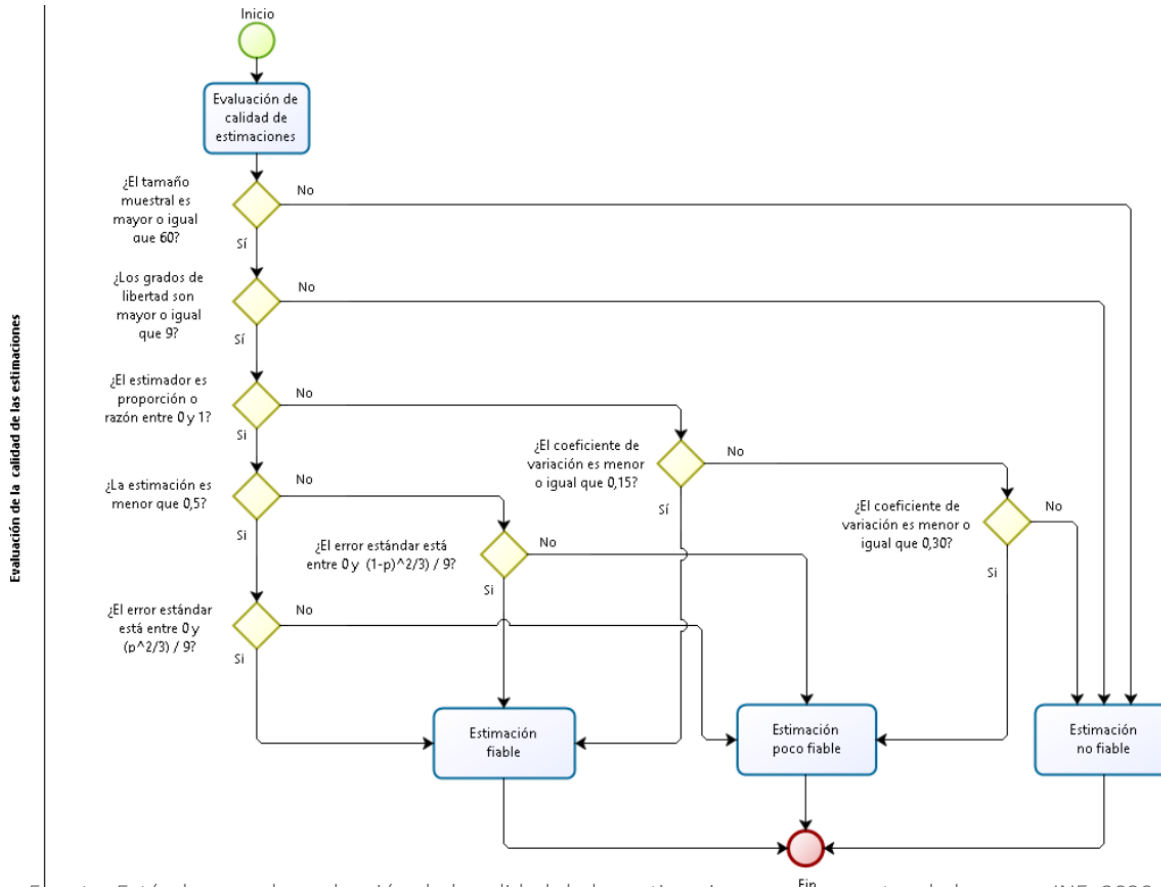 Inicio
Evaluación de
calidad de
estimaciones
¿El tamaño
muestral es
mayor o igual
que 60?
No
Sí
¿Los grados de
libertad son
mayor o igual
que 9?
No
Sí
¿El estimador es
proporción o
razón entre 0 y 1?
No
Si
¿El coeficiente de
variación es menor
o igual que 0,15?
No
Sí
¿La estimación es
menor que 0,5?
No
Si
¿El coeficiente de
variación es menor o
igual que 0,30?
No
Si
¿El error estándar está
entre 0 y (1-p)^2/3) / 9?
No
Si
¿El error estándar
está entre 0 y
(p^2/3) / 9?
No
Si
Estimación
fiable
Estimación
poco fiable
Estimación
no fiable
Fin
Evaluación de la calidad de las estimaciones